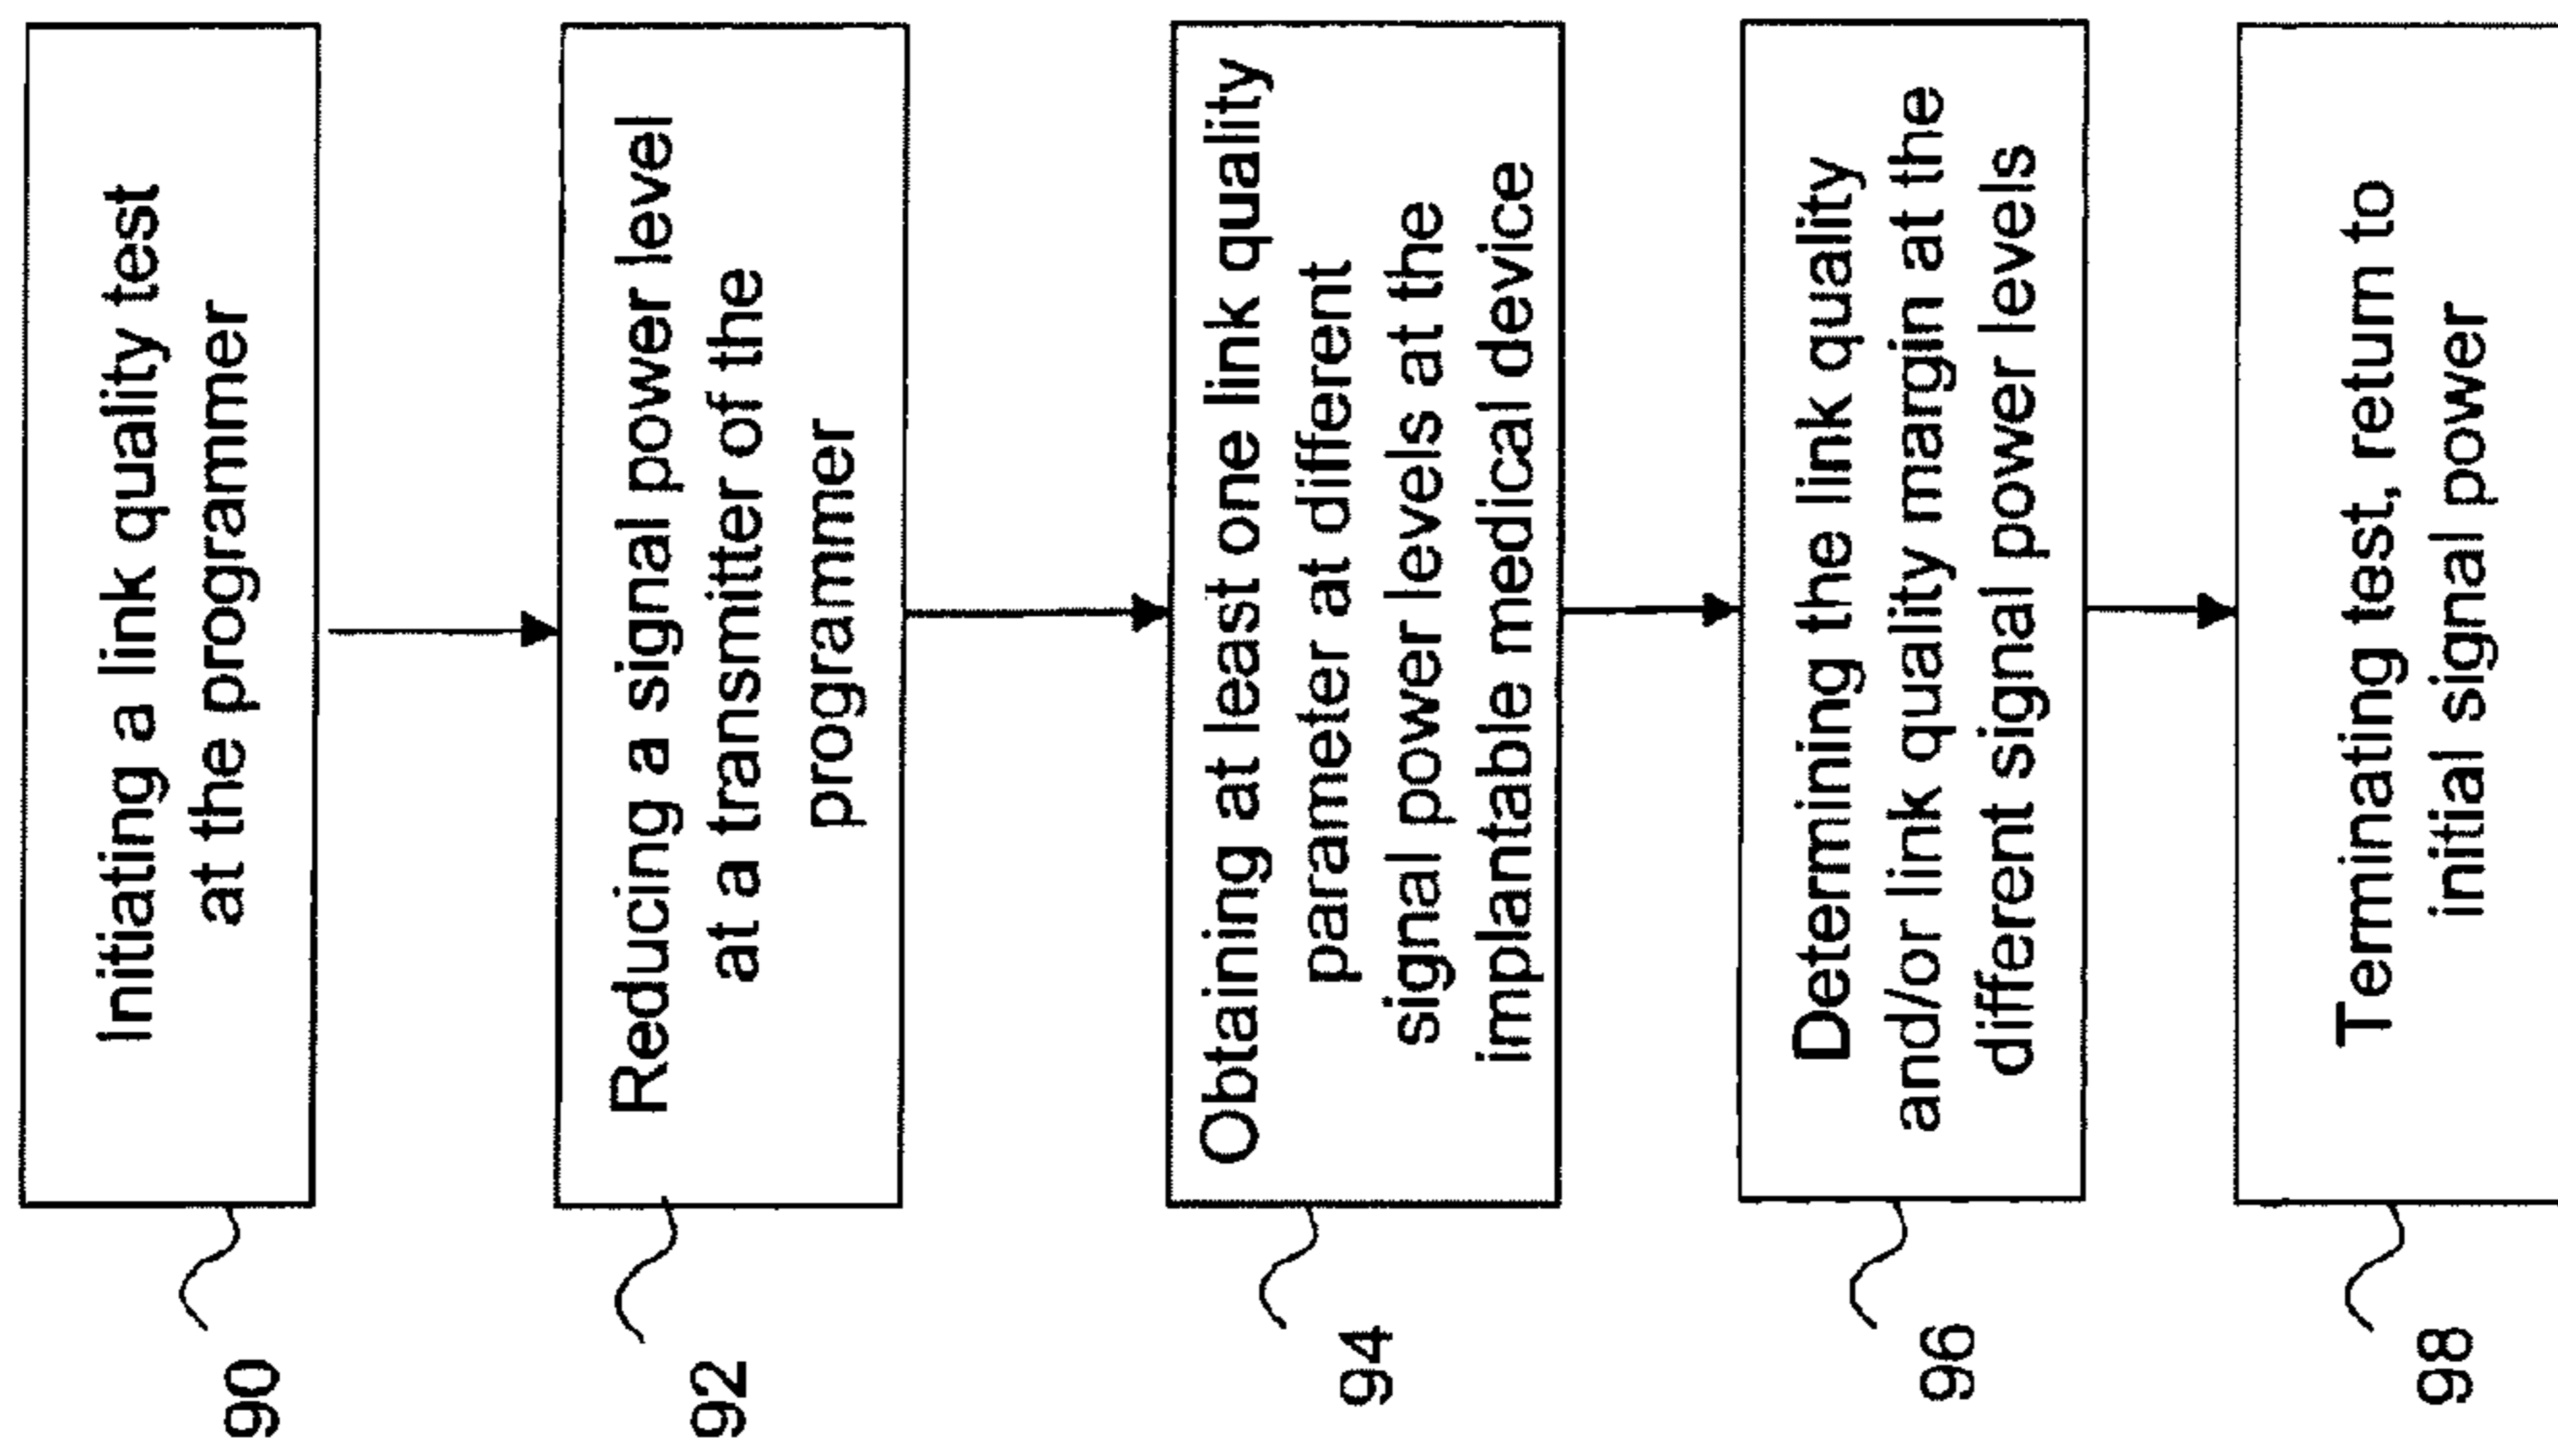 90
Initiating a link quality test
at the programmer
92
Reducing a signal power level
at a transmitter of the
programmer
94
Obtaining at least one link quality
parameter at different
signal power levels at the
implantable medical device
96
Determining the link quality
and/or link quality margin at the
different signal power levels
98
Terminating test, return to
initial signal power